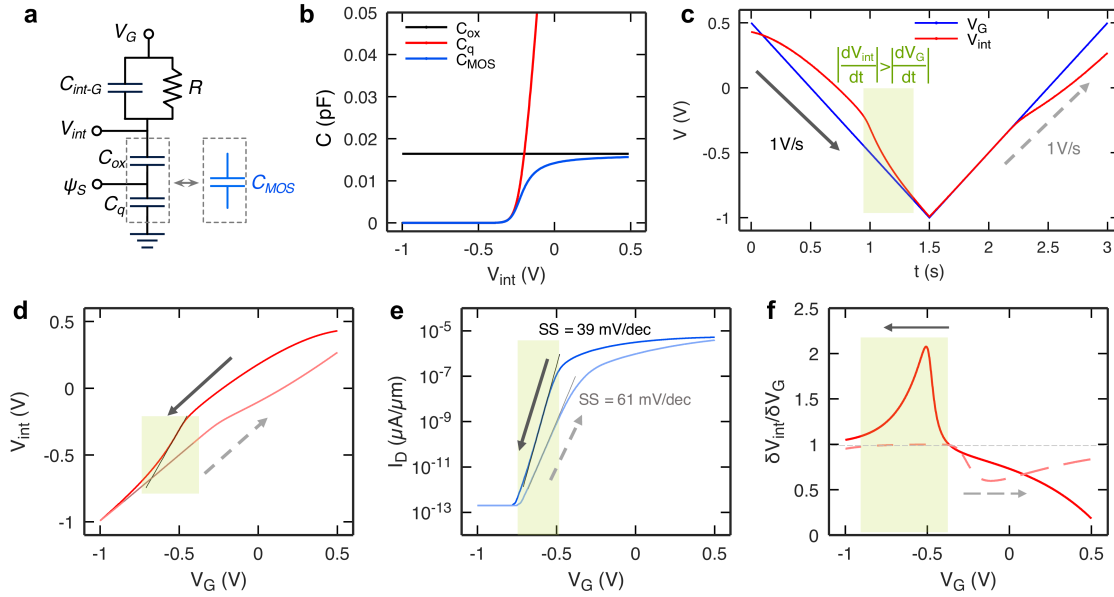 a
V_G
C_int-G
R
V_int
C_ox
ψ_S
C_q
C_MOS
b
C_ox
C_q
C_MOS
C (pF)
0.05
0.04
0.03
0.02
0.01
0
-1 -0.5 0 0.5
V_int (V)
c
V_G
V_int
|dV_int/dt| > |dV_G/dt|
1V/s
1V/s
V (V)
0.5
0
-0.5
-1
0 0.5 1 1.5 2 2.5 3
t (s)
d
V_int (V)
0.5
0
-0.5
-1
-1 -0.5 0 0.5
V_G (V)
e
SS = 39 mV/dec
SS = 61 mV/dec
I_D (µA/µm)
10^-5
10^-7
10^-9
10^-11
10^-13
-1 -0.5 0 0.5
V_G (V)
f
δV_int/δV_G
2.5
2
1.5
1
0.5
0
-1 -0.5 0 0.5
V_G (V)